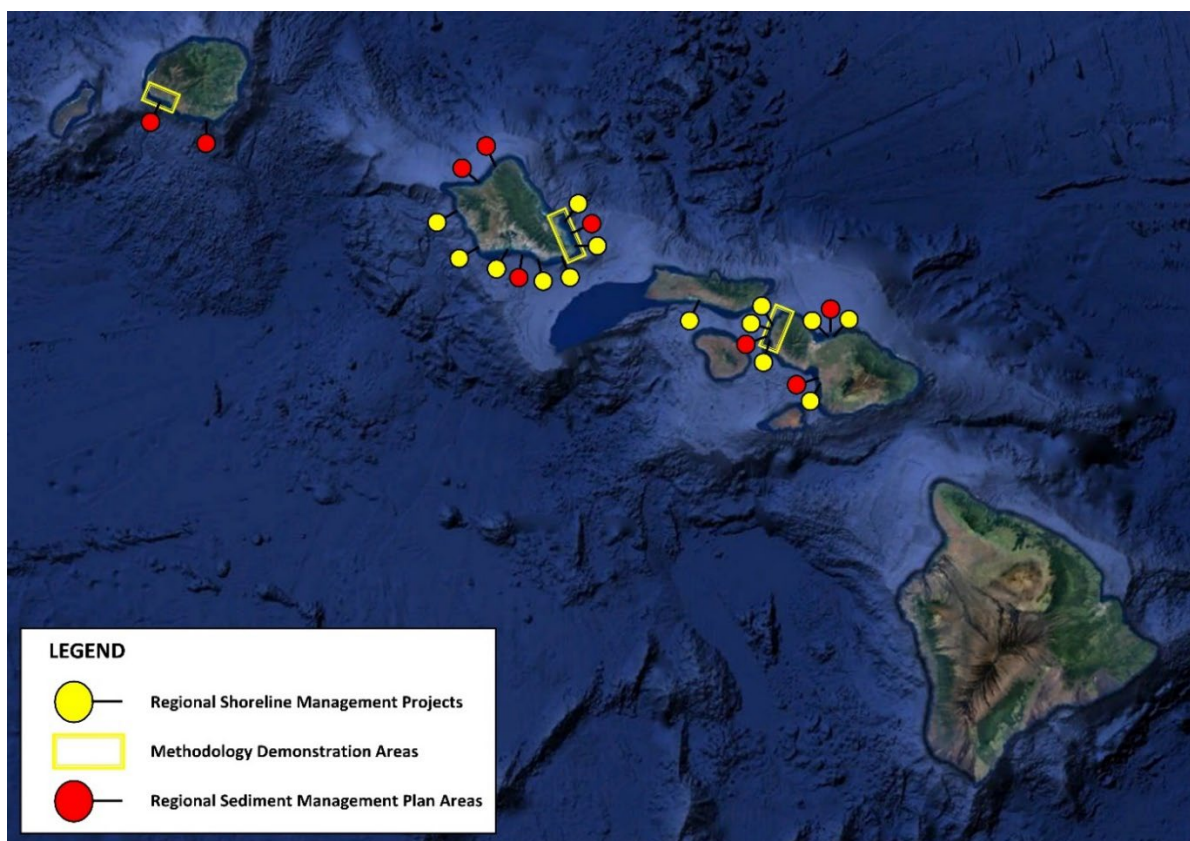 LEGEND
Regional Shoreline Management Projects
Methodology Demonstration Areas
Regional Sediment Management Plan Areas